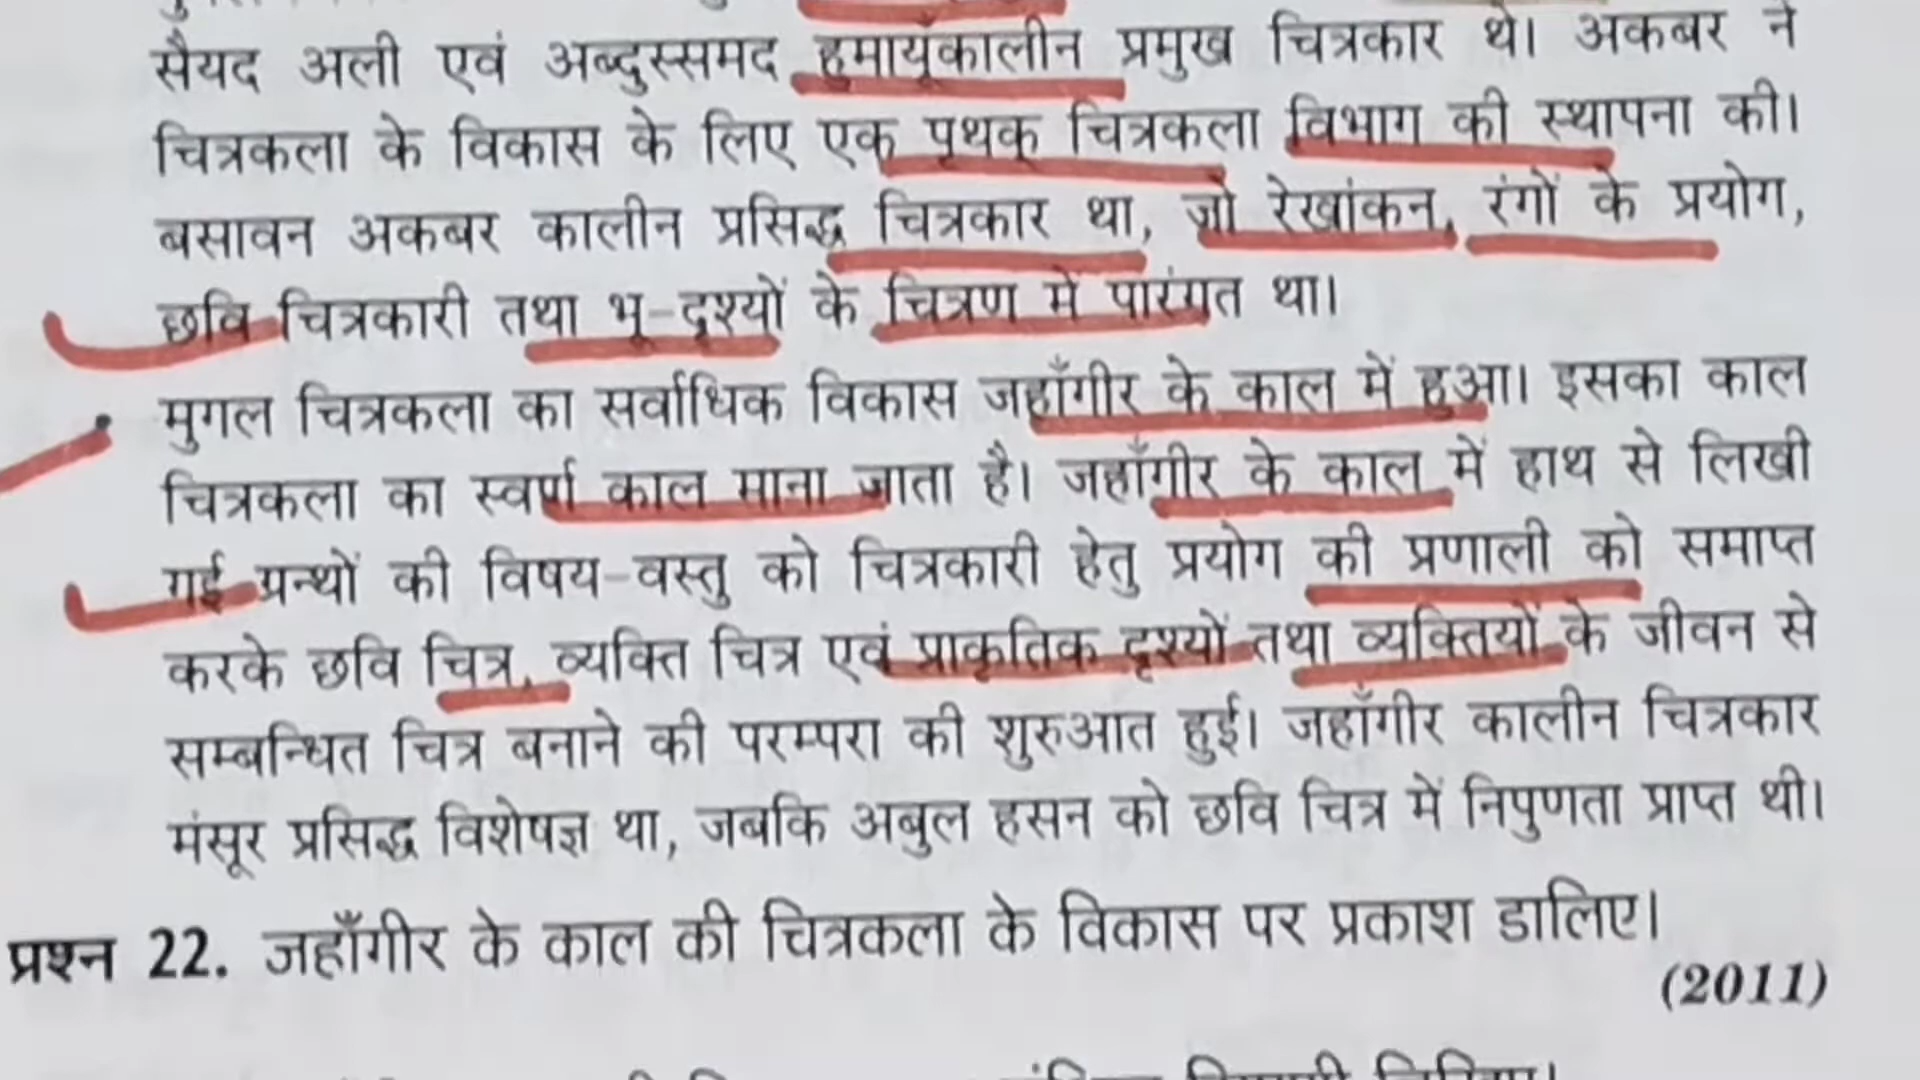 सैयद अली एवं अब्दुस्समद हुमायूँकालीन प्रमुख चित्रकार थे। अकबर ने
चित्रकला के विकास के लिए एक पृथक् चित्रकला विभाग की स्थापना की।
बसावन अकबर कालीन प्रसिद्ध चित्रकार था, जो रेखांकन, रंगों के प्रयोग,
छवि चित्रकारी तथा भू-दृश्यों के चित्रण में पारंगत था।
• मुगल चित्रकला का सर्वाधिक विकास जहाँगीर के काल में हुआ। इसका काल
चित्रकला का स्वर्ण काल माना जाता है। जहाँगीर के काल में हाथ से लिखी
गई ग्रन्थों की विषय-वस्तु को चित्रकारी हेतु प्रयोग की प्रणाली को समाप्त
करके छवि चित्र, व्यक्ति चित्र एवं प्राकृतिक दृश्यों तथा व्यक्तियों के जीवन से
सम्बन्धित चित्र बनाने की परम्परा की शुरुआत हुई। जहाँगीर कालीन चित्रकार
मंसूर प्रसिद्ध विशेषज्ञ था, जबकि अबुल हसन को छवि चित्र में निपुणता प्राप्त थी।
प्रश्न 22. जहाँगीर के काल की चित्रकला के विकास पर प्रकाश डालिए।
(2011)